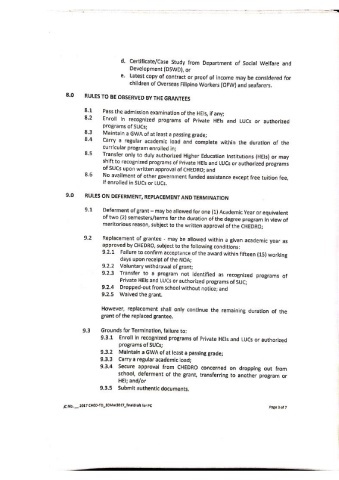 d. Certificate/Case Study from Department of Social Welfare and
Development (DSWD), or
e. Latest copy of contract or proof of income may be considered for
children of Overseas Filipino Workers (OFW) and seafarers.
8.0 RULES TO BE OBSERVED BY THE GRANTEES
8.1 Pass the admission examination of the HEIs, if any;
8.2 Enroll in recognized programs of Private HEIs and LUCs or authorized
programs of SUCs;
8.3 Maintain a GWA of at least a passing grade;
8.4 Carry a regular academic load and complete within the duration of the
curricular program enrolled in;
8.5 Transfer only to duly authorized Higher Education Institutions (HEIs) or may
shift to recognized programs of Private HEIs and LUCs or authorized programs
of SUCs upon written approval of CHEDRO; and
8.6 No availment of other government funded assistance except free tuition fee,
if enrolled in SUCs or LUCs.
9.0 RULES ON DEFERMENT, REPLACEMENT AND TERMINATION
9.1 Deferment of grant – may be allowed for one (1) Academic Year or equivalent
of two (2) semesters/terms for the duration of the degree program in view of
meritorious reason, subject to the written approval of the CHEDRO;
9.2 Replacement of grantee - may be allowed within a given academic year as
approved by CHEDRO, subject to the following conditions:
9.2.1 Failure to confirm acceptance of the award within fifteen (15) working
days upon receipt of the NOA;
9.2.2 Voluntary withdrawal of grant;
9.2.3 Transfer to a program not identified as recognized programs of
Private HEIs and LUCs or authorized programs of SUC;
9.2.4 Dropped-out from school without notice; and
9.2.5 Waived the grant.
However, replacement shall only continue the remaining duration of the
grant of the replaced grantee.
9.3 Grounds for Termination, failure to:
9.3.1 Enroll in recognized programs of Private HEIs and LUCs or authorized
programs of SUCs;
9.3.2 Maintain a GWA of at least a passing grade;
9.3.3 Carry a regular academic load;
9.3.4 Secure approval from CHEDRO concerning on dropping out from
school, deferment of the grant, transferring to another program or
HEI; and/or
9.3.5 Submit authentic documents.
Page 5 of 7